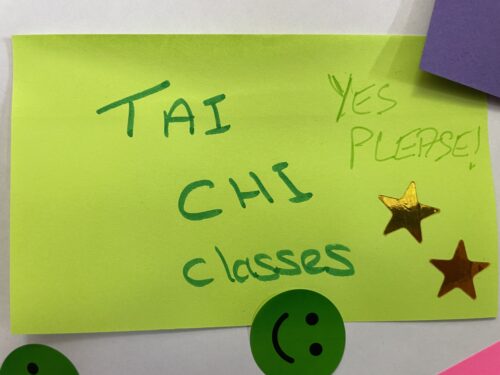 TAI
CHI
classes
YES
PLEASE!